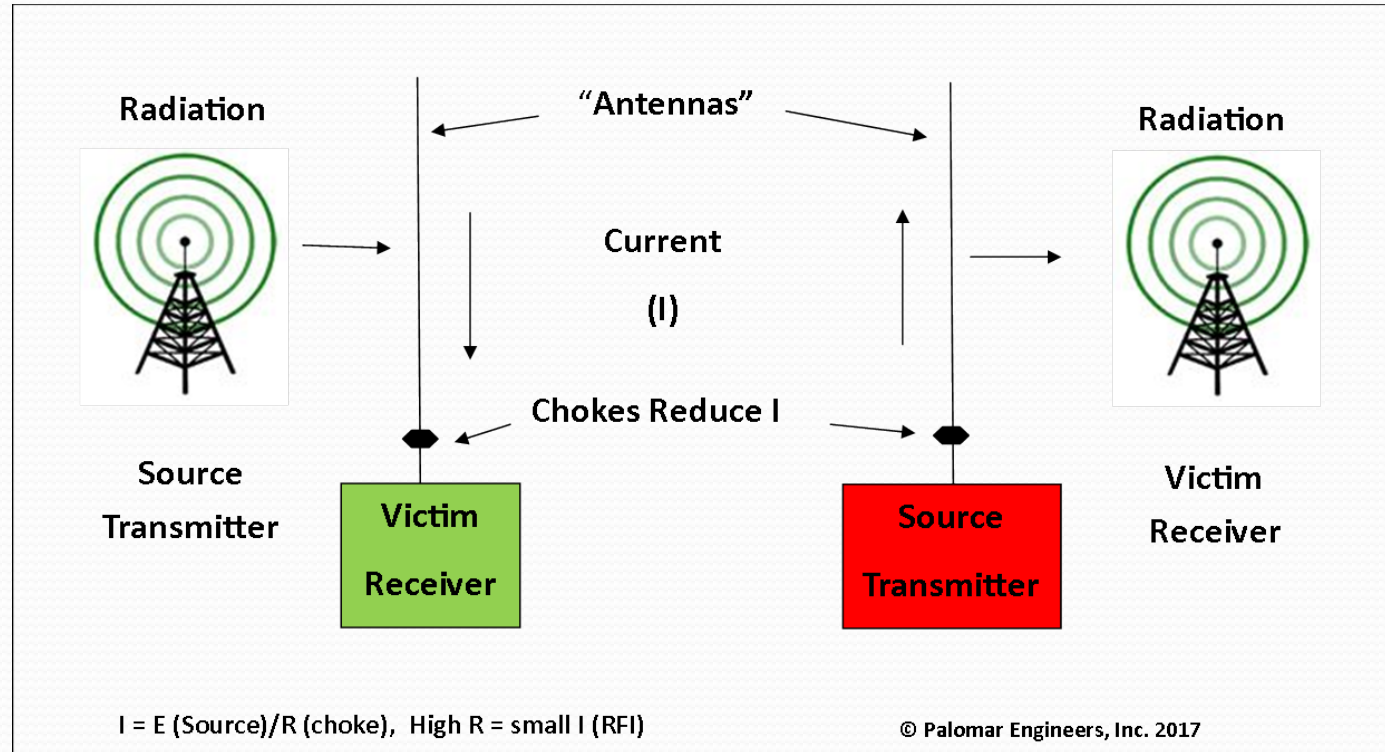 Radiation
“Antennas”
Radiation
Current
(I)
Chokes Reduce I
Source
Transmitter
Victim
Receiver
Source
Transmitter
Victim
Receiver
I = E (Source)/R (choke),  High R = small I (RFI)
© Palomar Engineers, Inc. 2017